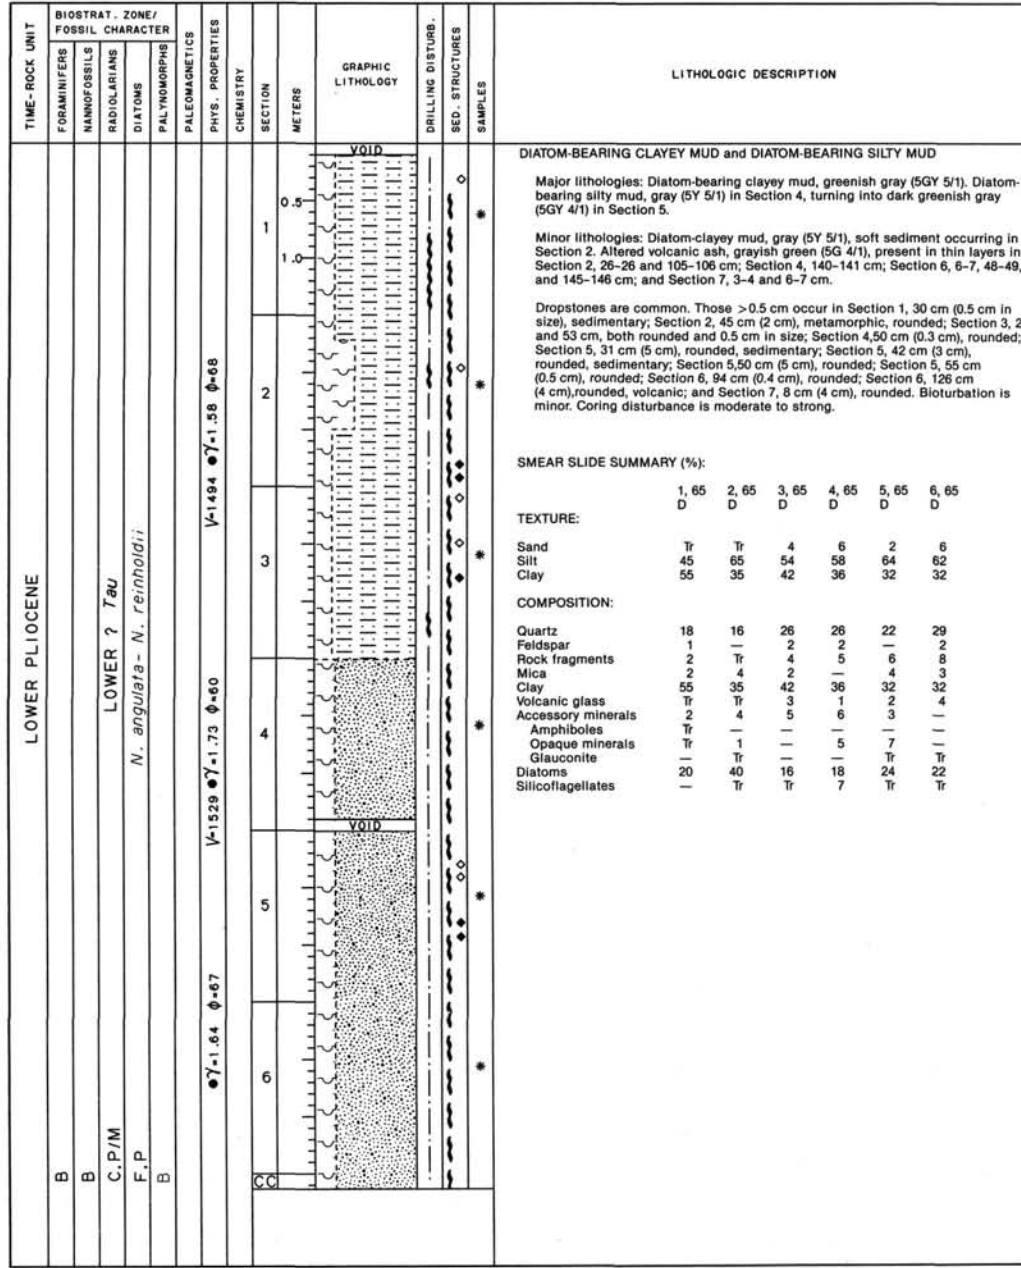 TIME-ROCK UNIT
BIOSTRAT. ZONE/
FOSSIL CHARACTER
FORAMINIFERS
NANNOFOSSILS
RADIOLARIANS
DIATOMS
PALYNOMORPHS
PALEOMAGNETICS
PHYS. PROPERTIES
CHEMISTRY
SECTION
METERS
GRAPHIC
LITHOLOGY
DRILLING DISTURB.
SED. STRUCTURES
SAMPLES
LITHOLOGIC DESCRIPTION
LOWER PLIOCENE
B
B
C.P/M
LOWER ? Tau
F.P
N. angulata - N. reinholdii
B
V=1494 ●γ=1.58 φ=68
V=1529 ●γ=1.73 φ=60
●γ=1.64 φ=67
1
2
3
4
5
6
CC
0.5
1.0
VOID
VOID
*
*
*
*
*
*
DIATOM-BEARING CLAYEY MUD and DIATOM-BEARING SILTY MUD
Major lithologies: Diatom-bearing clayey mud, greenish gray (5GY 5/1). Diatom-
bearing silty mud, gray (5Y 5/1) in Section 4, turning into dark greenish gray
(5GY 4/1) in Section 5.
Minor lithologies: Diatom-clayey mud, gray (5Y 5/1), soft sediment occurring in
Section 2. Altered volcanic ash, grayish green (5G 4/1), present in thin layers in
Section 2, 26-26 and 105-106 cm; Section 4, 140-141 cm; Section 6, 6-7, 48-49,
and 145-146 cm; and Section 7, 3-4 and 6-7 cm.
Dropstones are common. Those >0.5 cm occur in Section 1, 30 cm (0.5 cm in
size), sedimentary; Section 2, 45 cm (2 cm), metamorphic, rounded; Section 3, 2
and 53 cm, both rounded and 0.5 cm in size; Section 4,50 cm (0.3 cm), rounded;
Section 5, 31 cm (5 cm), rounded, sedimentary; Section 5, 42 cm (3 cm),
rounded, sedimentary; Section 5,50 cm (5 cm), rounded; Section 5, 55 cm
(0.5 cm), rounded; Section 6, 94 cm (0.4 cm), rounded; Section 6, 126 cm
(4 cm),rounded, volcanic; and Section 7, 8 cm (4 cm), rounded. Bioturbation is
minor. Coring disturbance is moderate to strong.
SMEAR SLIDE SUMMARY (%):
1, 65 2, 65 3, 65 4, 65 5, 65 6, 65
D D D D D D
TEXTURE:
Sand Tr Tr 4 6 2 6
Silt 45 65 54 58 64 62
Clay 55 35 42 36 32 32
COMPOSITION:
Quartz 18 16 26 26 22 29
Feldspar 1 — 2 2 — 2
Rock fragments 2 Tr 4 5 6 8
Mica 2 4 2 — 4 3
Clay 55 35 42 36 32 32
Volcanic glass Tr Tr 3 1 2 4
Accessory minerals 2 4 5 6 3 —
Amphiboles Tr — — — — —
Opaque minerals Tr 1 — 5 7 —
Glauconite — Tr — — Tr Tr
Diatoms 20 40 16 18 24 22
Silicoflagellates — Tr Tr 7 Tr Tr